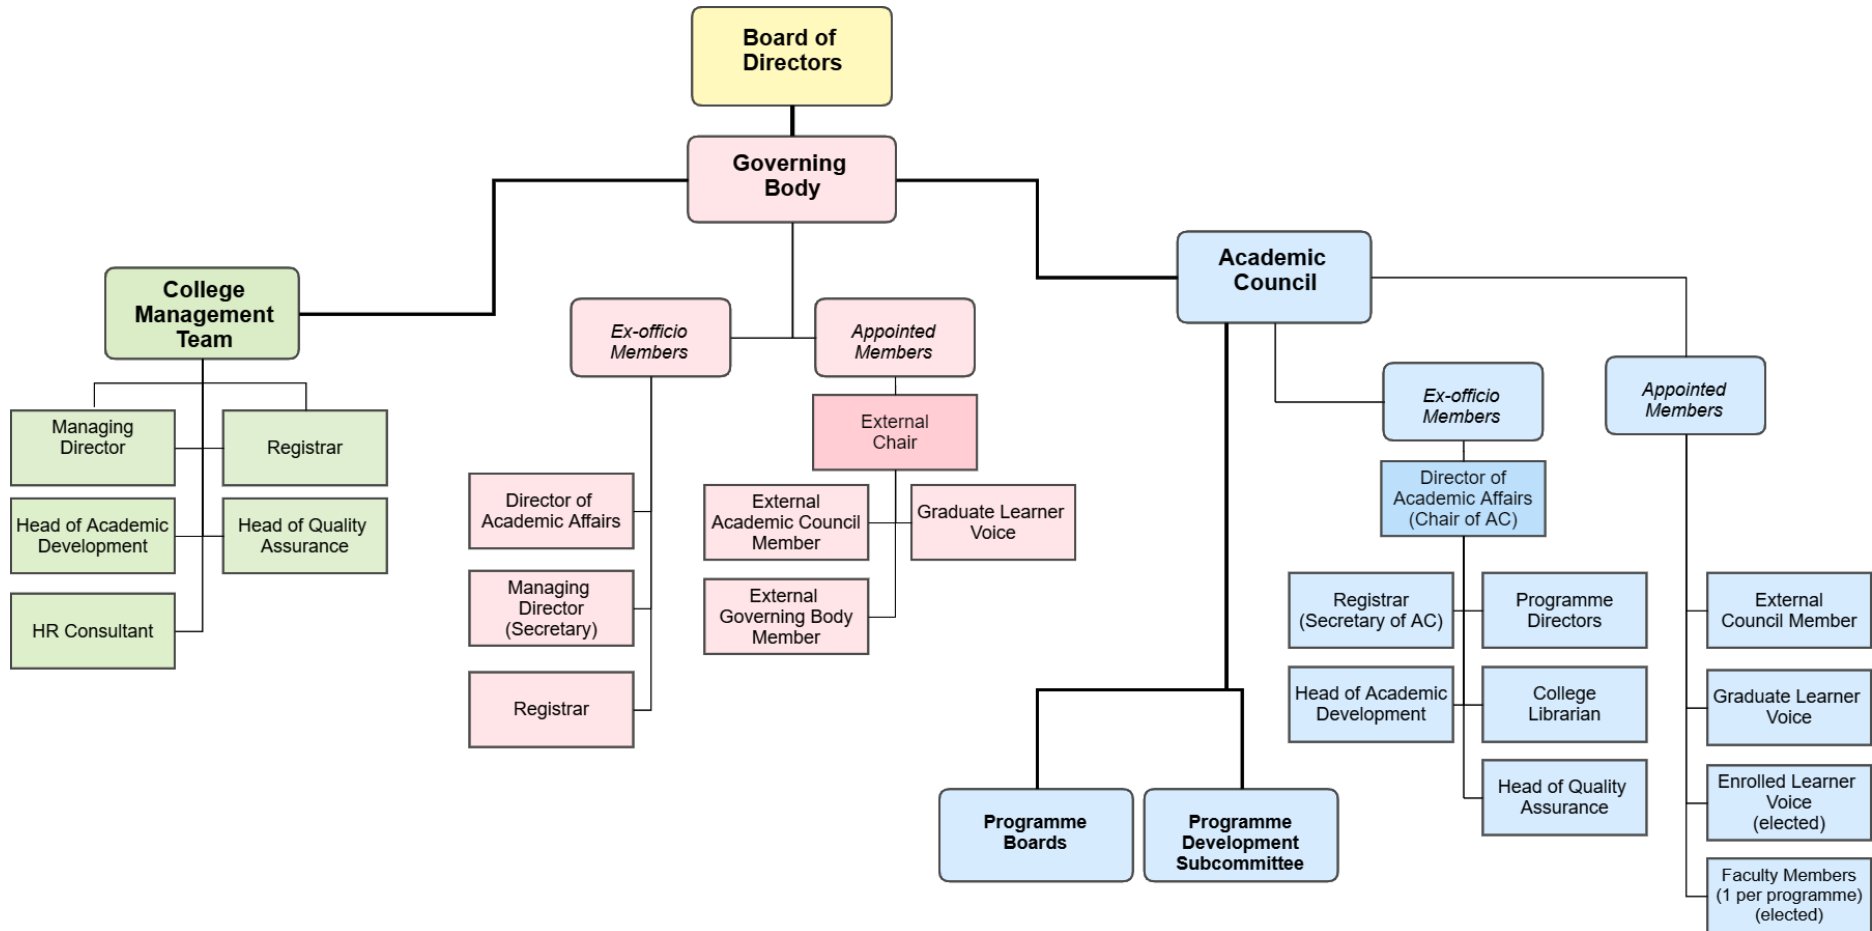 Board of
Directors
Governing
Body
College
Management
Team
Managing
Director
Registrar
Head of Academic
Development
Head of Quality
Assurance
HR Consultant
Ex-officio
Members
Director of
Academic Affairs
Managing
Director
(Secretary)
Registrar
Appointed
Members
External
Chair
External
Academic Council
Member
Graduate Learner
Voice
External
Governing Body
Member
Academic
Council
Programme
Boards
Programme
Development
Subcommittee
Ex-officio
Members
Director of
Academic Affairs
(Chair of AC)
Registrar
(Secretary of AC)
Programme
Directors
Head of Academic
Development
College
Librarian
Head of Quality
Assurance
Appointed
Members
External
Council Member
Graduate Learner
Voice
Enrolled Learner
Voice
(elected)
Faculty Members
(1 per programme)
(elected)